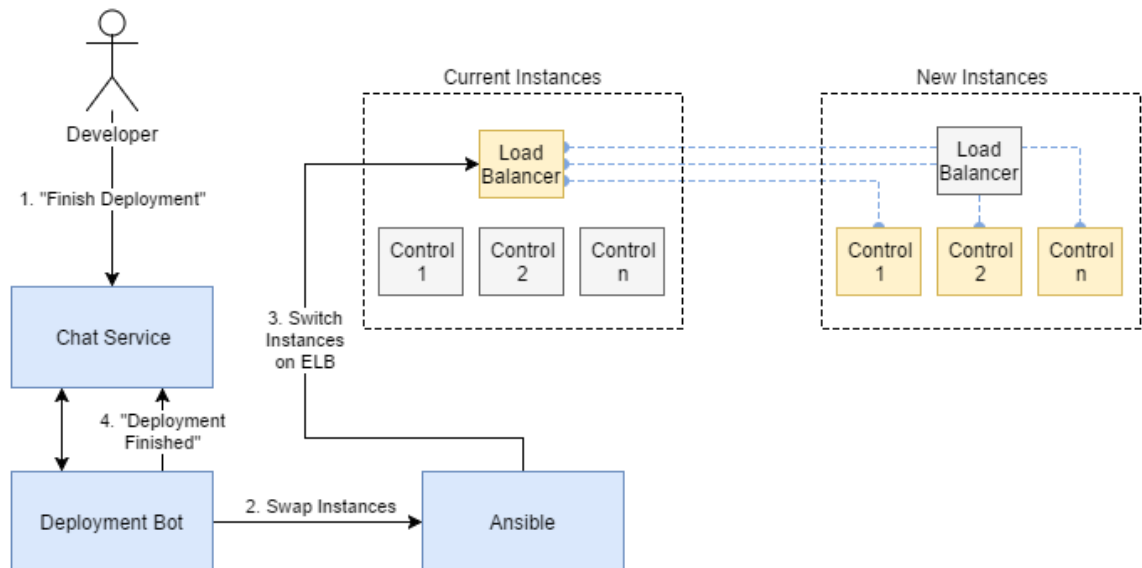 Developer
1. "Finish Deployment"
Chat Service
4. "Deployment
Finished"
Deployment Bot
2. Swap Instances
Ansible
3. Switch
Instances
on ELB
Current Instances
Load
Balancer
Control
1
Control
2
Control
n
New Instances
Load
Balancer
Control
1
Control
2
Control
n